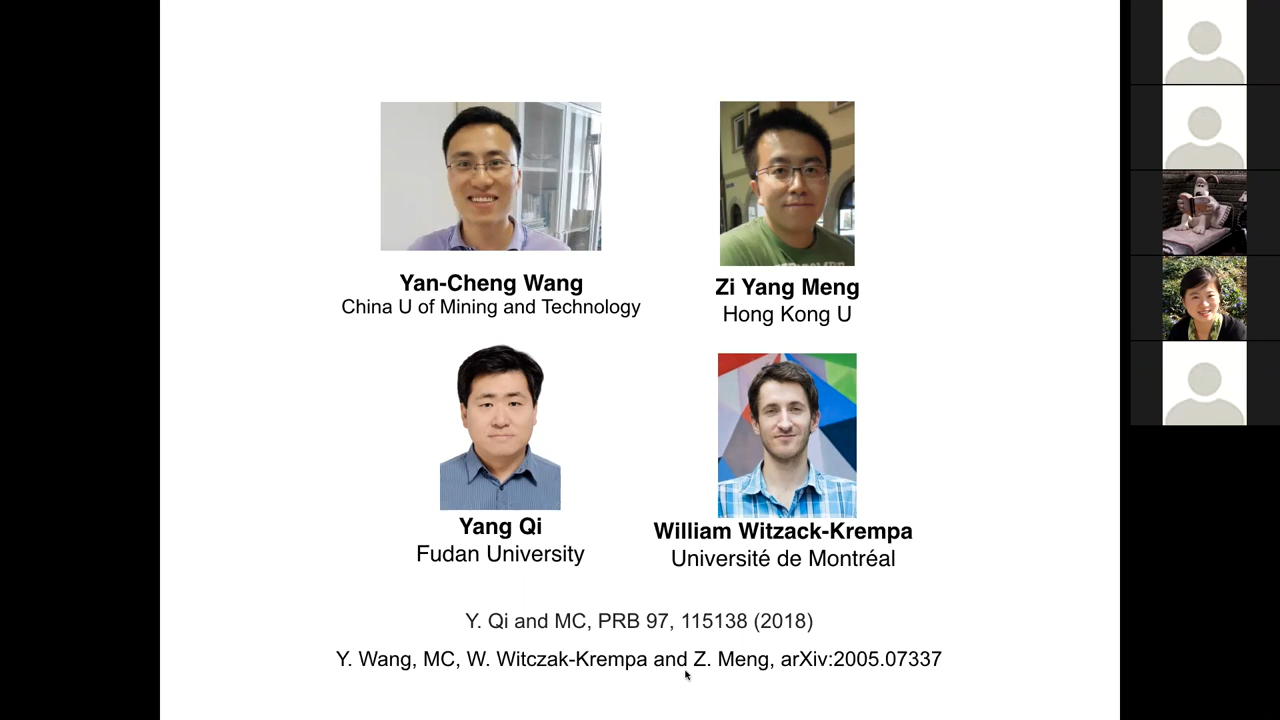 Yan-Cheng Wang
China U of Mining and Technology
Zi Yang Meng
Hong Kong U
Yang Qi
Fudan University
William Witzack-Krempa
Université de Montréal
Y. Qi and MC, PRB 97, 115138 (2018)
Y. Wang, MC, W. Witczak-Krempa and Z. Meng, arXiv:2005.07337